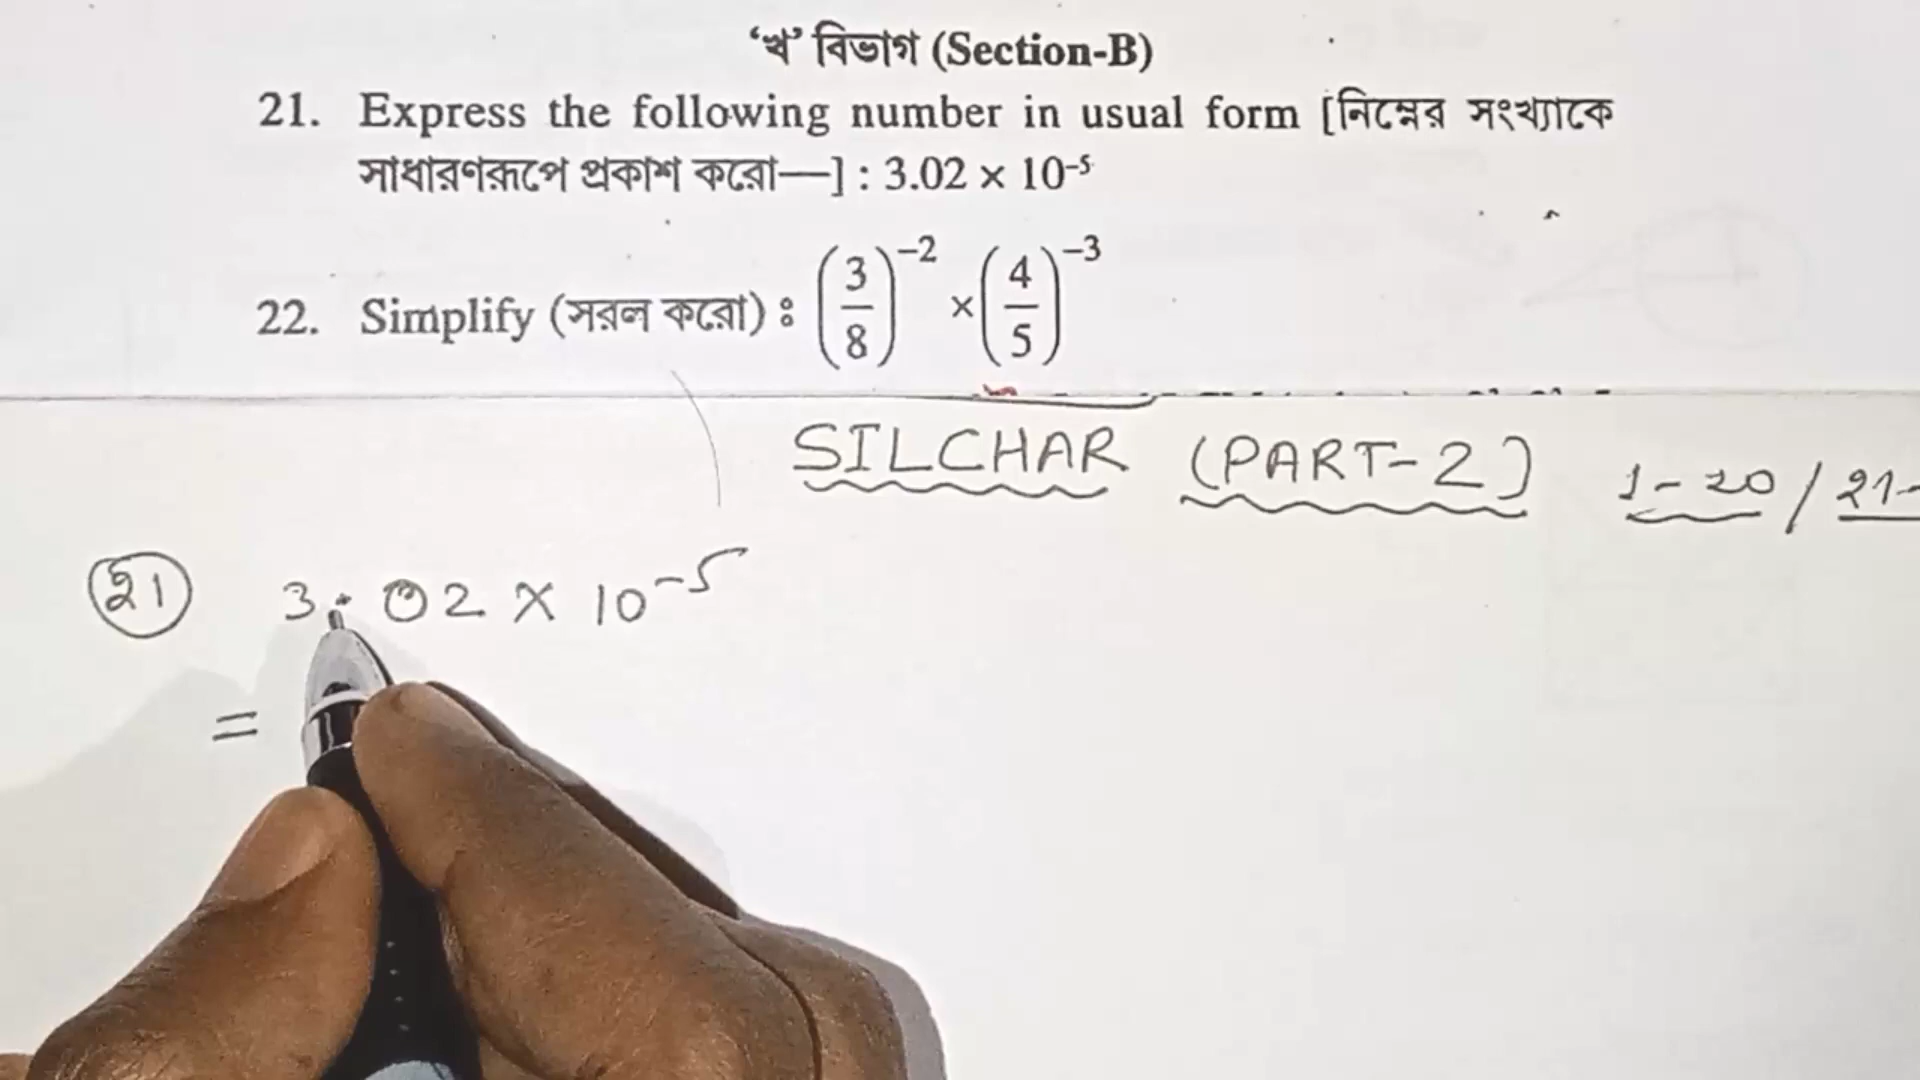 ‘খ’ বিভাগ (Section-B)
21. Express the following number in usual form [নিম্নের সংখ্যাকে
সাধারণরূপে প্রকাশ করো—] : 3.02 × 10⁻⁵
22. Simplify (সরল করো) : (3/8)⁻² × (4/5)⁻³
SILCHAR (PART-2) 1-20 / 21-
21 3.02 × 10⁻⁵
=